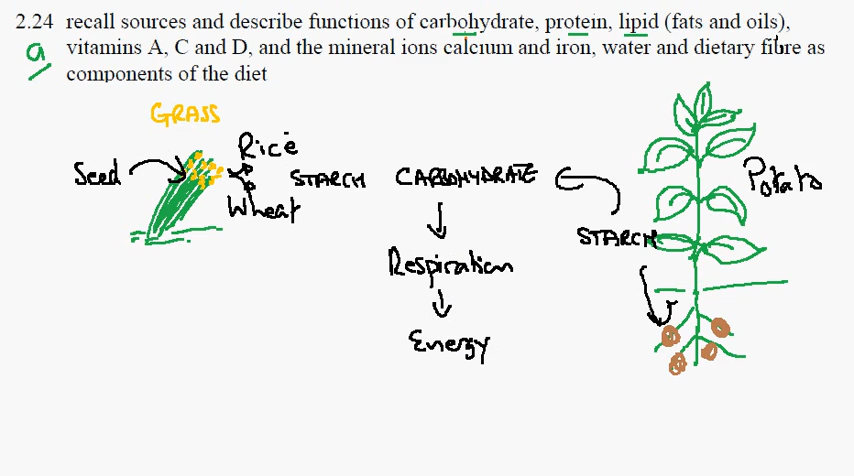 2.24 recall sources and describe functions of carbohydrate, protein, lipid (fats and oils),
a vitamins A, C and D, and the mineral ions calcium and iron, water and dietary fibre as
components of the diet
GRASS
Seed
Rice
Wheat
STARCH CARBOHYDRATE
Respiration
Energy
STARCH
Potato